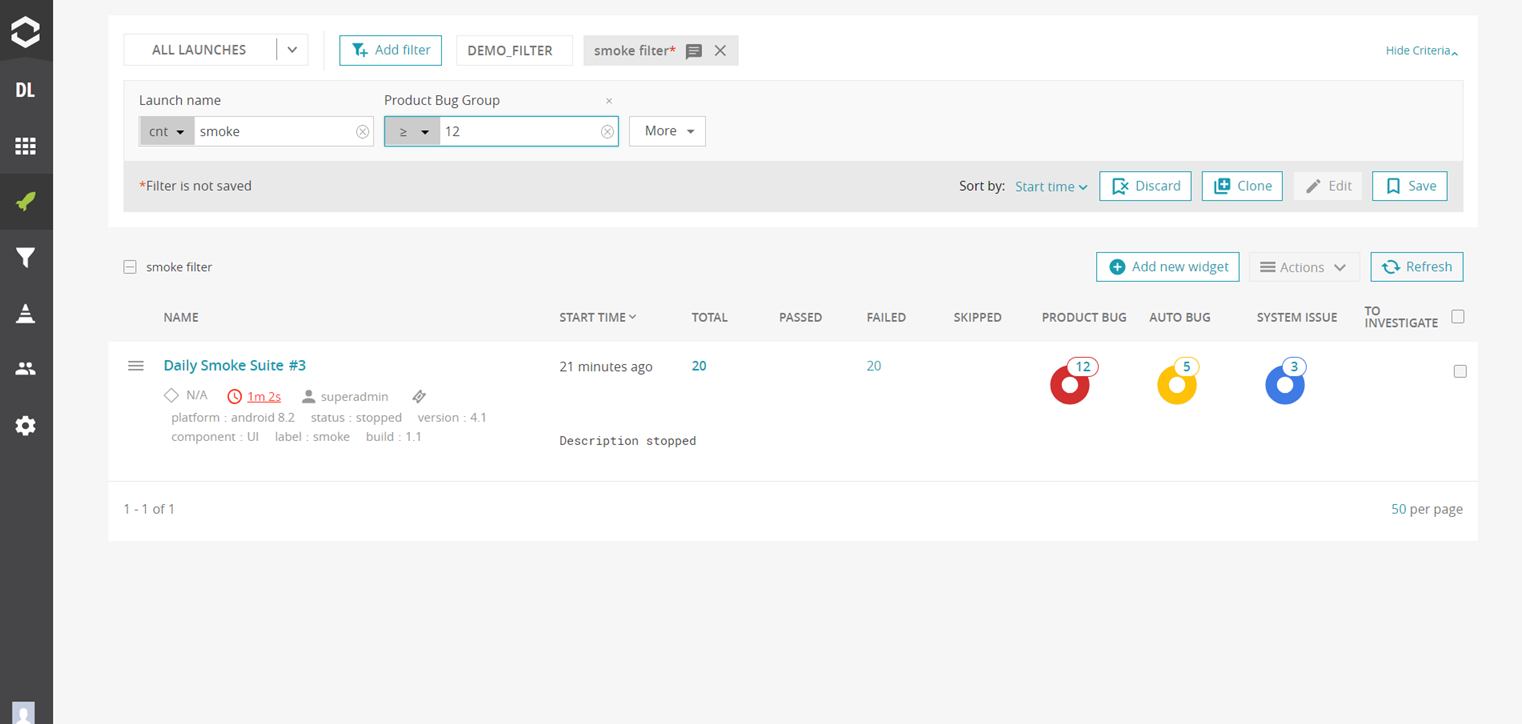 ALL LAUNCHES Add filter DEMO_FILTER smoke filter* Hide Criteria
DL
Launch name Product Bug Group ×
cnt smoke ≥ 12 More
*Filter is not saved Sort by: Start time Discard Clone Edit Save
smoke filter Add new widget Actions Refresh
NAME START TIME TOTAL PASSED FAILED SKIPPED PRODUCT BUG AUTO BUG SYSTEM ISSUE TO
INVESTIGATE
Daily Smoke Suite #3 21 minutes ago 20 20 12 5 3
N/A 1m 2s superadmin
platform : android 8.2 status : stopped version : 4.1
component : UI label : smoke build : 1.1
Description stopped
1 - 1 of 1 50 per page